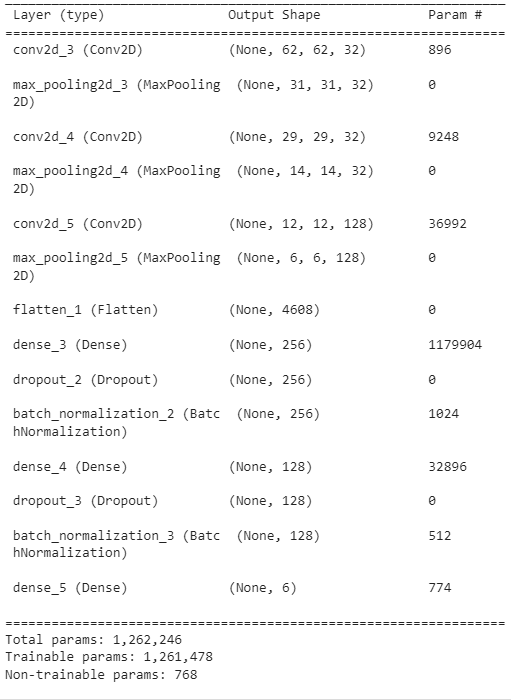 Layer (type) Output Shape Param #
=================================================================
conv2d_3 (Conv2D) (None, 62, 62, 32) 896
max_pooling2d_3 (MaxPooling (None, 31, 31, 32) 0
2D)
conv2d_4 (Conv2D) (None, 29, 29, 32) 9248
max_pooling2d_4 (MaxPooling (None, 14, 14, 32) 0
2D)
conv2d_5 (Conv2D) (None, 12, 12, 128) 36992
max_pooling2d_5 (MaxPooling (None, 6, 6, 128) 0
2D)
flatten_1 (Flatten) (None, 4608) 0
dense_3 (Dense) (None, 256) 1179904
dropout_2 (Dropout) (None, 256) 0
batch_normalization_2 (Batc (None, 256) 1024
hNormalization)
dense_4 (Dense) (None, 128) 32896
dropout_3 (Dropout) (None, 128) 0
batch_normalization_3 (Batc (None, 128) 512
hNormalization)
dense_5 (Dense) (None, 6) 774
=================================================================
Total params: 1,262,246
Trainable params: 1,261,478
Non-trainable params: 768